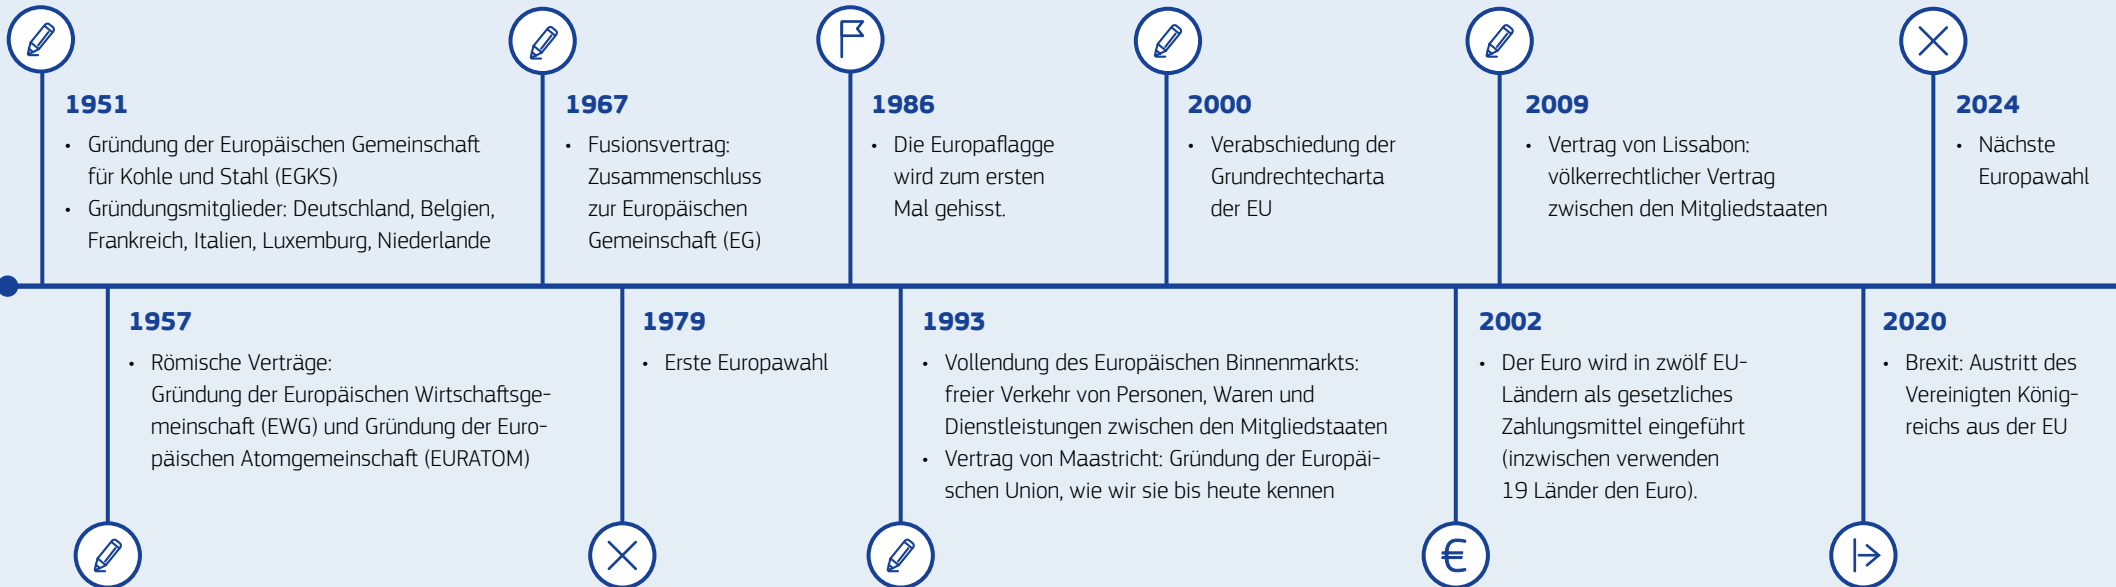 1951
• Gründung der Europäischen Gemeinschaft
für Kohle und Stahl (EGKS)
• Gründungsmitglieder: Deutschland, Belgien,
Frankreich, Italien, Luxemburg, Niederlande
1967
• Fusionsvertrag:
Zusammenschluss
zur Europäischen
Gemeinschaft (EG)
1986
• Die Europaflagge
wird zum ersten
Mal gehisst.
2000
• Verabschiedung der
Grundrechtecharta
der EU
2009
• Vertrag von Lissabon:
völkerrechtlicher Vertrag
zwischen den Mitgliedstaaten
2024
• Nächste
Europawahl
1957
• Römische Verträge:
Gründung der Europäischen Wirtschaftsge-
meinschaft (EWG) und Gründung der Euro-
päischen Atomgemeinschaft (EURATOM)
1979
• Erste Europawahl
1993
• Vollendung des Europäischen Binnenmarkts:
freier Verkehr von Personen, Waren und
Dienstleistungen zwischen den Mitgliedstaaten
• Vertrag von Maastricht: Gründung der Europäi-
schen Union, wie wir sie bis heute kennen
2002
• Der Euro wird in zwölf EU-
Ländern als gesetzliches
Zahlungsmittel eingeführt
(inzwischen verwenden
19 Länder den Euro).
€
2020
• Brexit: Austritt des
Vereinigten König-
reichs aus der EU